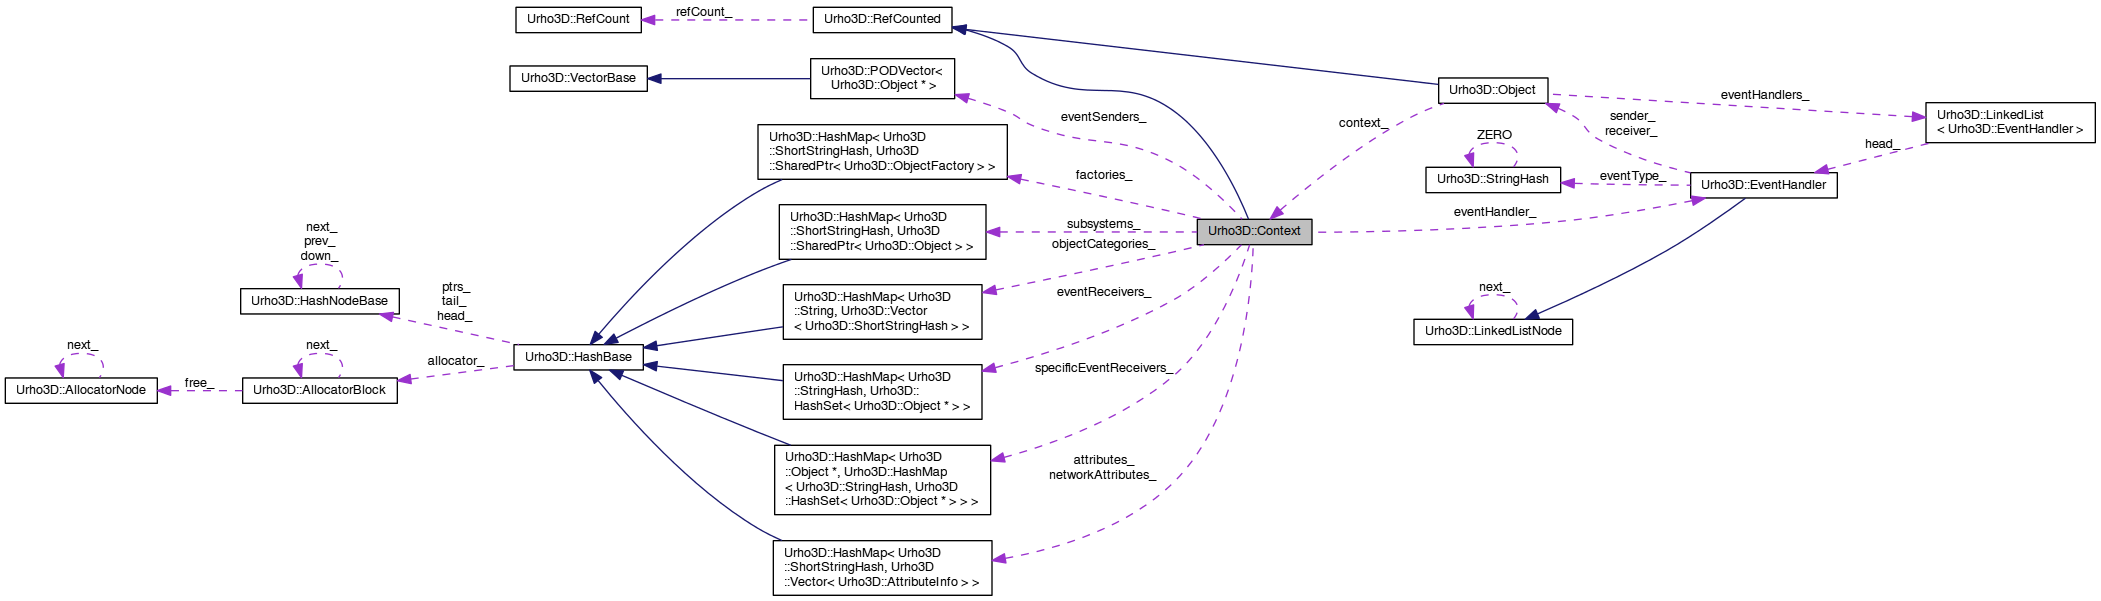 Urho3D::RefCount
refCount_
Urho3D::RefCounted
Urho3D::VectorBase
Urho3D::PODVector<
Urho3D::Object * >
eventSenders_
Urho3D::HashMap< Urho3D
::ShortStringHash, Urho3D
::SharedPtr< Urho3D::ObjectFactory > >
factories_
Urho3D::HashMap< Urho3D
::ShortStringHash, Urho3D
::SharedPtr< Urho3D::Object > >
subsystems_
objectCategories_
Urho3D::HashMap< Urho3D
::String, Urho3D::Vector
< Urho3D::ShortStringHash > >
eventReceivers_
Urho3D::HashMap< Urho3D
::StringHash, Urho3D::
HashSet< Urho3D::Object * > >
specificEventReceivers_
Urho3D::HashMap< Urho3D
::Object *, Urho3D::HashMap
< Urho3D::StringHash, Urho3D
::HashSet< Urho3D::Object * > > >
attributes_
networkAttributes_
Urho3D::HashMap< Urho3D
::ShortStringHash, Urho3D
::Vector< Urho3D::AttributeInfo > >
next_
prev_
down_
Urho3D::HashNodeBase
ptrs_
tail_
head_
Urho3D::HashBase
allocator_
next_
Urho3D::AllocatorBlock
free_
next_
Urho3D::AllocatorNode
Urho3D::Context
context_
Urho3D::Object
eventHandlers_
Urho3D::LinkedList
< Urho3D::EventHandler >
head_
sender_
receiver_
ZERO
Urho3D::StringHash
eventType_
Urho3D::EventHandler
eventHandler_
next_
Urho3D::LinkedListNode